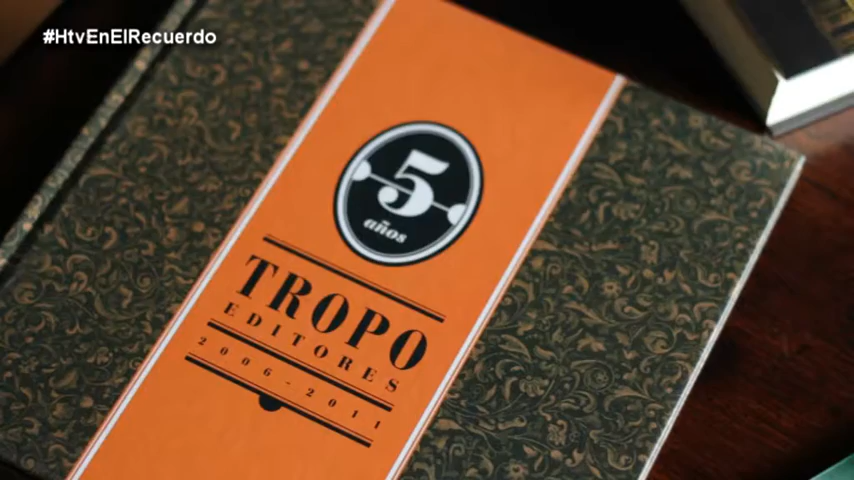 #HtvEnElRecuerdo
5
años
TROPO
EDITORES
2006-2011